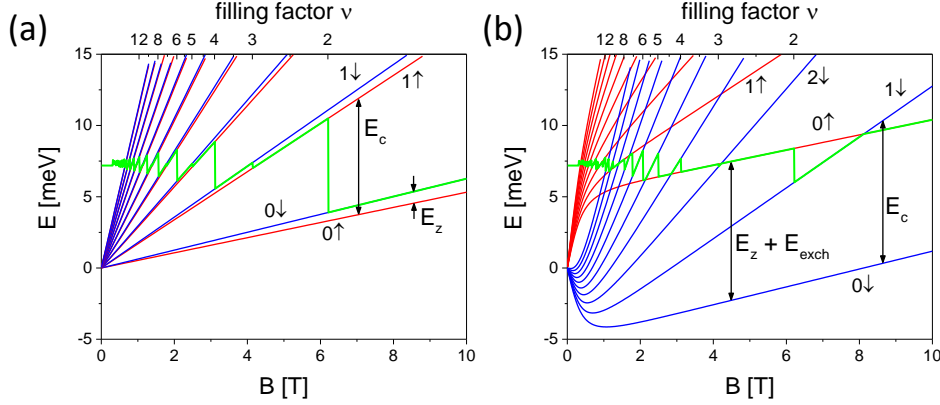 (a)
filling factor ν
12 8 6 5 4 3 2
15
10
5
0
-5
E [meV]
1↓
1↑
E_c
0↓
0↑
E_z
0 2 4 6 8 10
B [T]
(b)
filling factor ν
12 8 6 5 4 3 2
15
10
5
0
-5
E [meV]
1↑
2↓
1↓
0↑
E_c
E_z + E_exch
0↓
0 2 4 6 8 10
B [T]